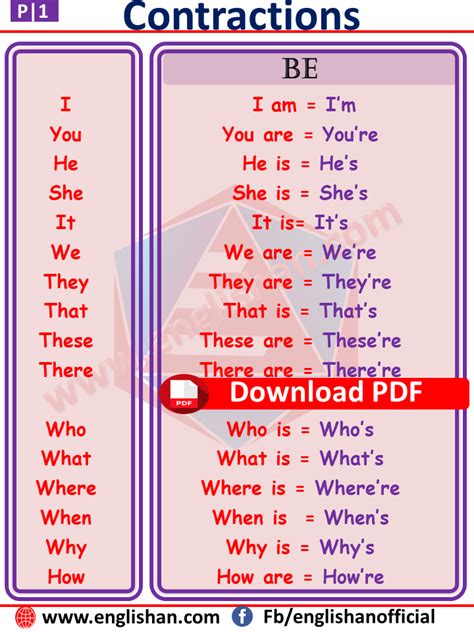 P|1
Contractions
BE
I I am = I'm
You You are = You're
He He is = He's
She She is = She's
It It is= It's
We We are = We're
They They are = They're
That That is = That's
These These are = These're
There There are = There're
PDF Download PDF
Who Who is = Who's
What What is = What's
Where Where is = Where're
When When is = When's
Why Why is = Why's
How How are = How're
www.englishan.com
www.englishan.com Fb/englishanofficial